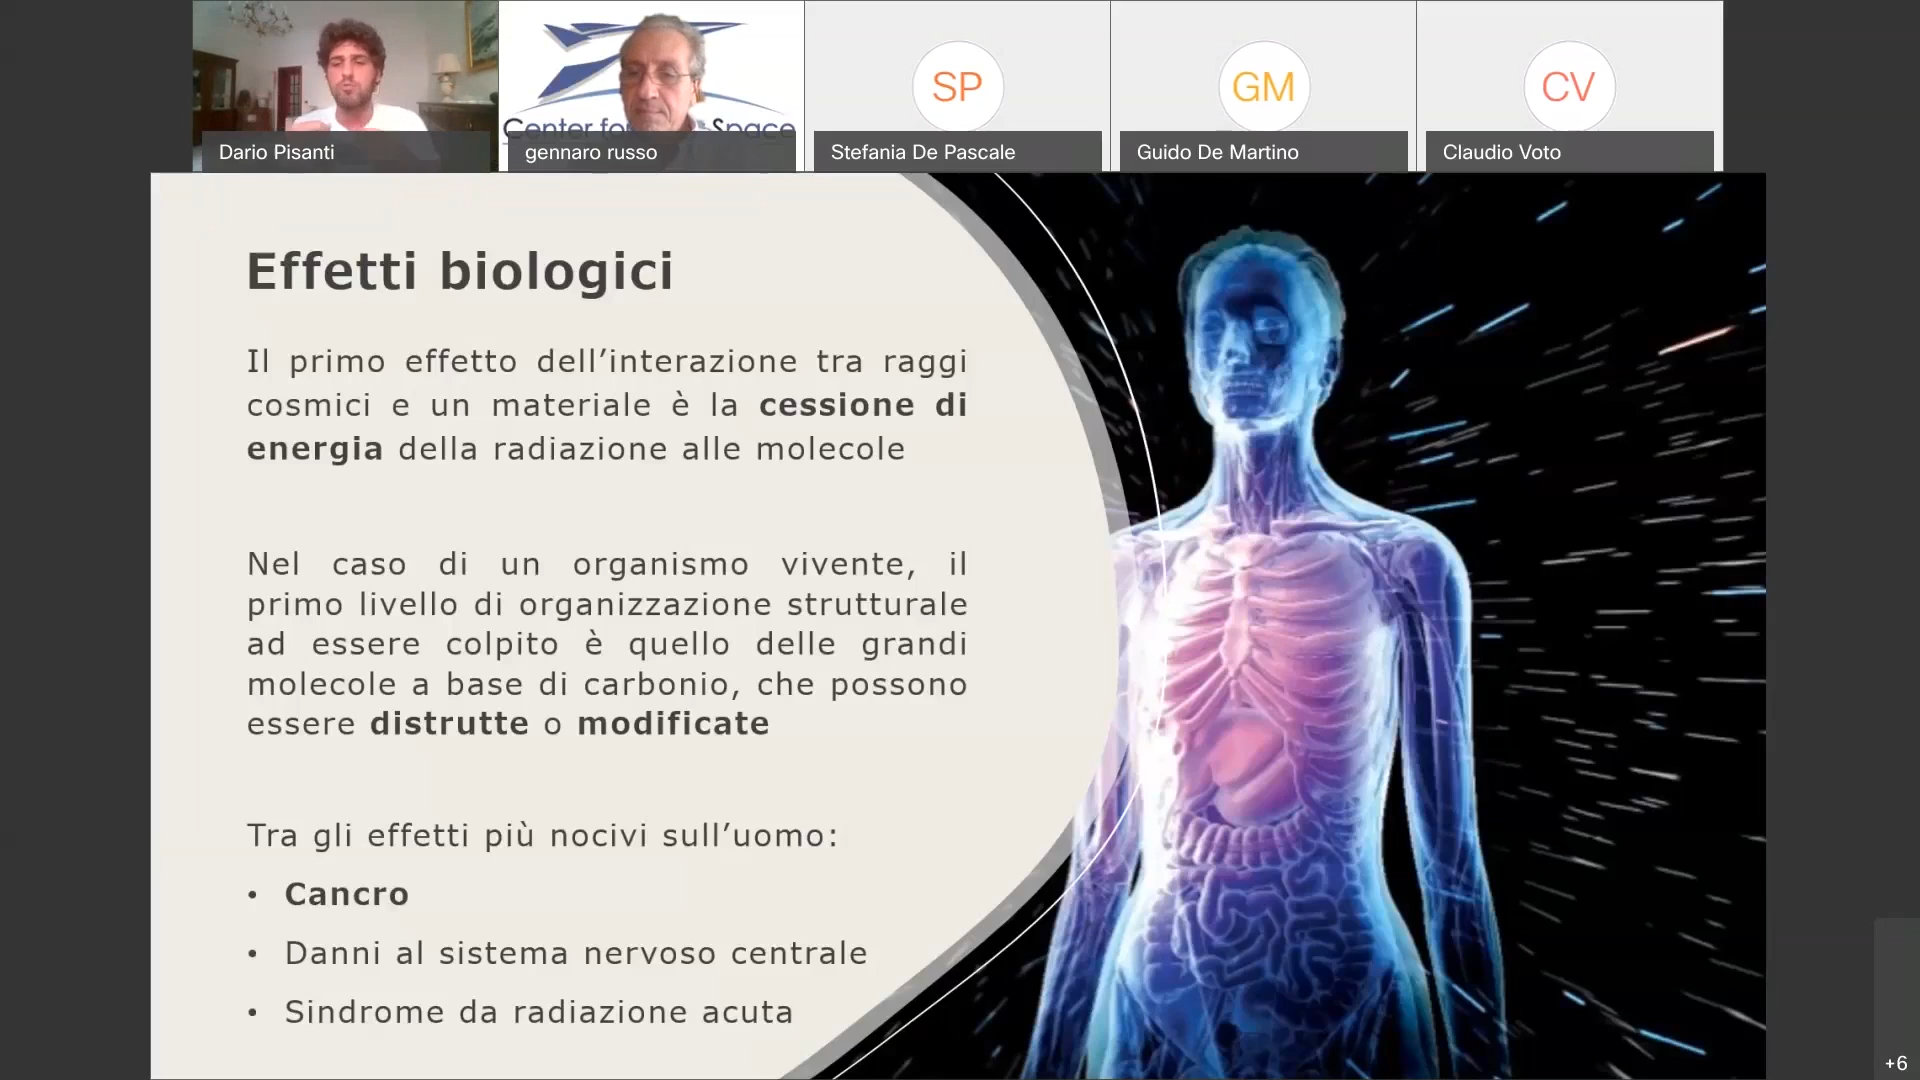 Center for Space
SP
GM
CV
Dario Pisanti
gennaro russo
Stefania De Pascale
Guido De Martino
Claudio Voto
Effetti biologici
Il primo effetto dell’interazione tra raggi
cosmici e un materiale è la cessione di
energia della radiazione alle molecole
Nel caso di un organismo vivente, il
primo livello di organizzazione strutturale
ad essere colpito è quello delle grandi
molecole a base di carbonio, che possono
essere distrutte o modificate
Tra gli effetti più nocivi sull’uomo:
• Cancro
• Danni al sistema nervoso centrale
• Sindrome da radiazione acuta
+6